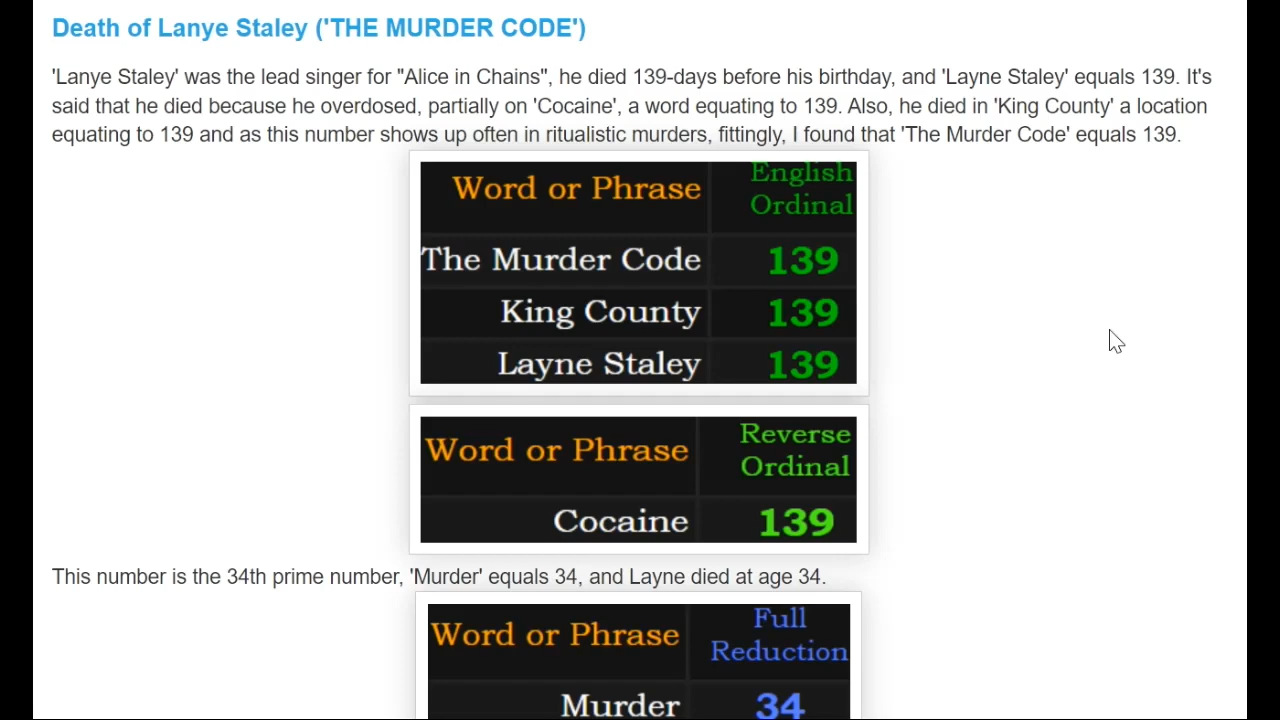 Death of Lanye Staley ('THE MURDER CODE')
'Lanye Staley' was the lead singer for "Alice in Chains", he died 139-days before his birthday, and 'Layne Staley' equals 139. It's
said that he died because he overdosed, partially on 'Cocaine', a word equating to 139. Also, he died in 'King County' a location
equating to 139 and as this number shows up often in ritualistic murders, fittingly, I found that 'The Murder Code' equals 139.
Word or Phrase English Ordinal
The Murder Code 139
King County 139
Layne Staley 139
Word or Phrase Reverse Ordinal
Cocaine 139
This number is the 34th prime number, 'Murder' equals 34, and Layne died at age 34.
Word or Phrase Full Reduction
Murder 34